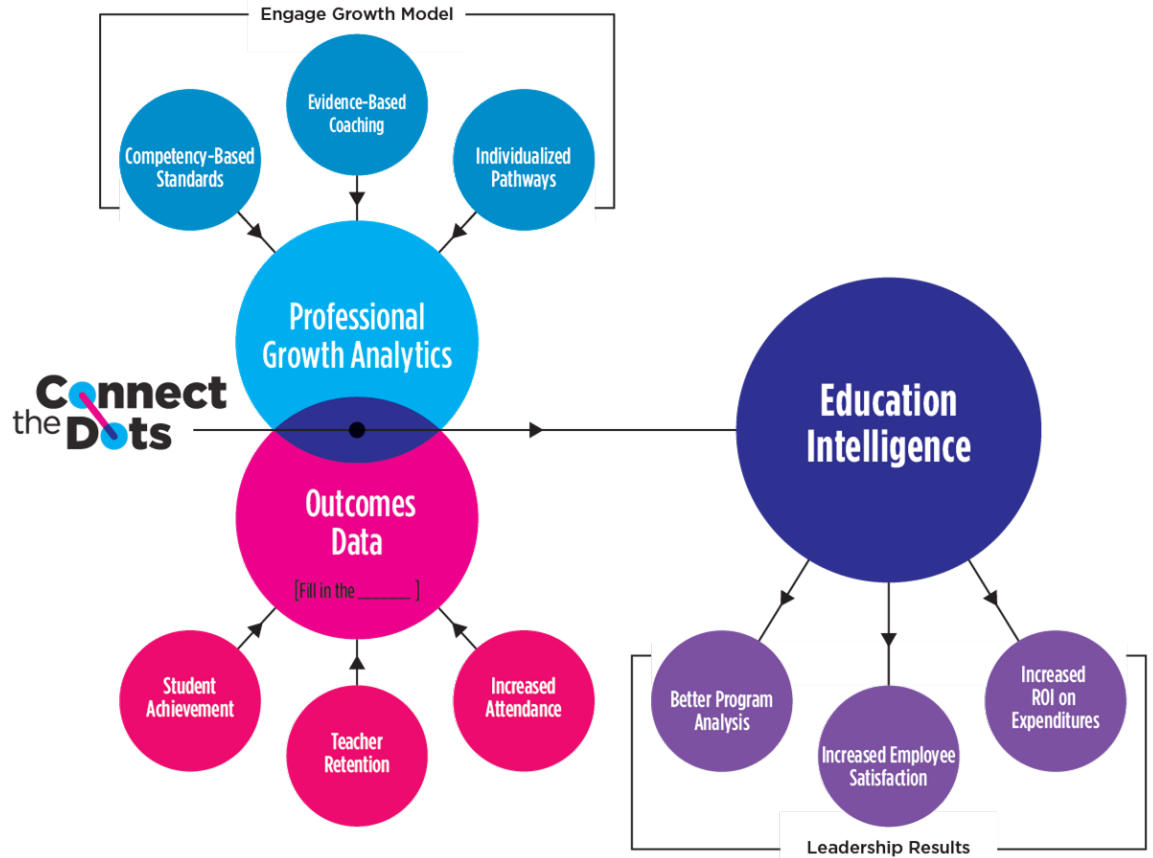 Engage Growth Model
Evidence-Based
Coaching
Competency-Based
Standards
Individualized
Pathways
Professional
Growth Analytics
Connect
the Dots
Education
Intelligence
Outcomes
Data
[Fill in the ______ ]
Student
Achievement
Teacher
Retention
Increased
Attendance
Better Program
Analysis
Increased Employee
Satisfaction
Increased
ROI on
Expenditures
Leadership Results